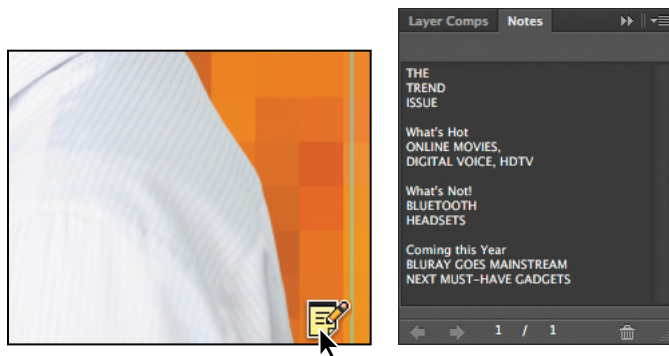 Layer Comps Notes
THE
TREND
ISSUE
What's Hot
ONLINE MOVIES,
DIGITAL VOICE, HDTV
What's Not!
BLUETOOTH
HEADSETS
Coming this Year
BLURAY GOES MAINSTREAM
NEXT MUST-HAVE GADGETS
1 / 1